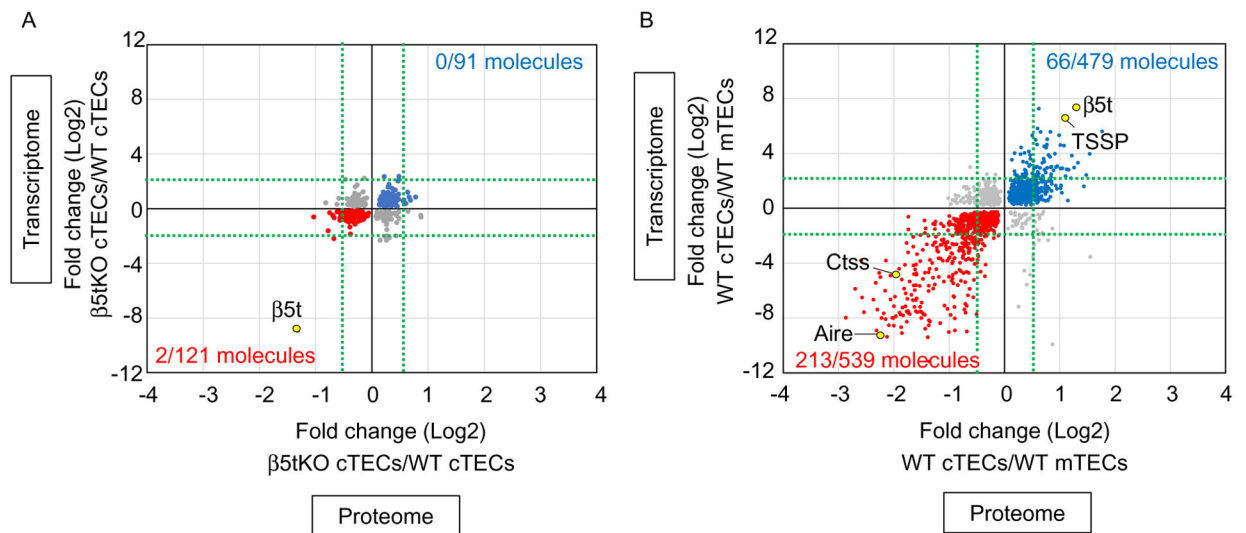 A
12
8
4
0
-4
-8
-12
Transcriptome
Fold change (Log2)
β5tKO cTECs/WT cTECs
0/91 molecules
β5t
2/121 molecules
-4 -3 -2 -1 0 1 2 3 4
Fold change (Log2)
β5tKO cTECs/WT cTECs
Proteome
B
12
8
4
0
-4
-8
-12
Transcriptome
Fold change (Log2)
WT cTECs/WT mTECs
66/479 molecules
β5t
TSSP
Ctss
Aire
213/539 molecules
-4 -3 -2 -1 0 1 2 3 4
Fold change (Log2)
WT cTECs/WT mTECs
Proteome